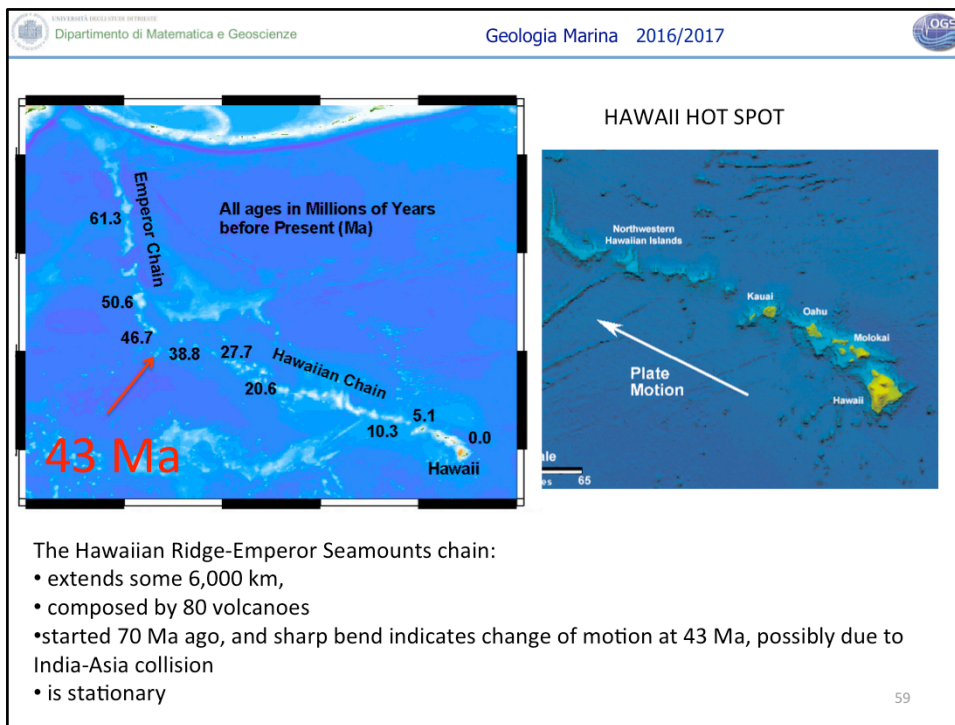 UNIVERSITÀ DEGLI STUDI DI TRIESTE
Dipartimento di Matematica e Geoscienze
Geologia Marina 2016/2017
OGS
HAWAII HOT SPOT
Emperor Chain
All ages in Millions of Years
before Present (Ma)
61.3
50.6
46.7
38.8
27.7
Hawaiian Chain
20.6
5.1
10.3
0.0
Hawaii
43 Ma
Northwestern
Hawaiian Islands
Kauai
Oahu
Molokai
Hawaii
Plate
Motion
ale
es
65
The Hawaiian Ridge-Emperor Seamounts chain:
• extends some 6,000 km,
• composed by 80 volcanoes
•started 70 Ma ago, and sharp bend indicates change of motion at 43 Ma, possibly due to
India-Asia collision
• is stationary
59